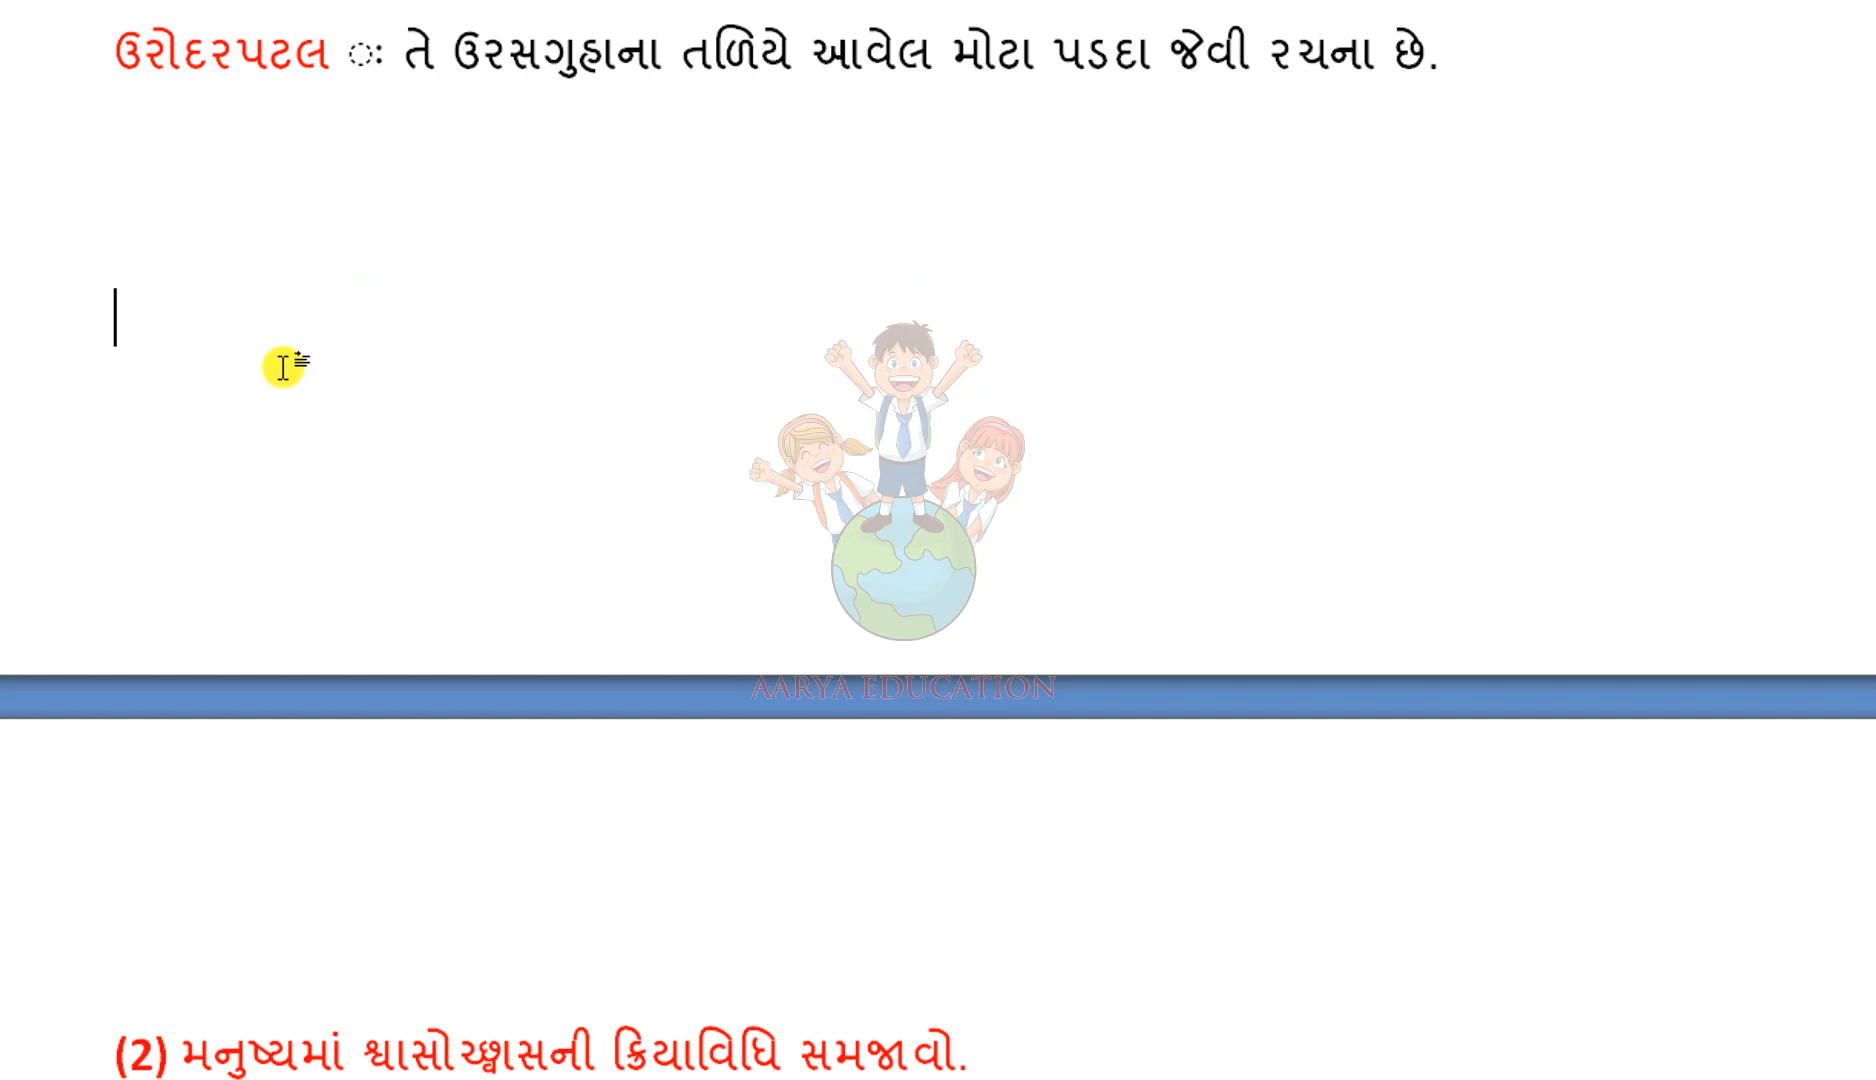 ઉરોદરપટલ ઃ તે ઉરસગુહાના તળિયે આવેલ મોટા પડદા જેવી રચના છે.
AARYA EDUCATION
(2) મનુષ્યમાં શ્વાસોચ્છ્વાસની ક્રિયાવિધિ સમજાવો.